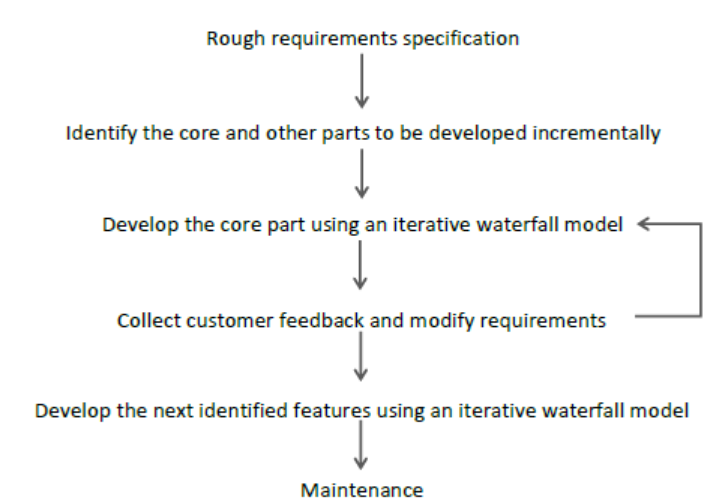 Rough requirements specification
Identify the core and other parts to be developed incrementally
Develop the core part using an iterative waterfall model
Collect customer feedback and modify requirements
Develop the next identified features using an iterative waterfall model
Maintenance